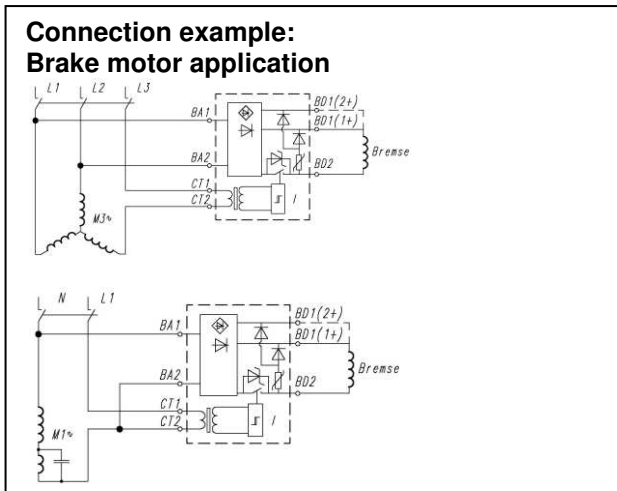 Connection example:
Brake motor application
L1 L2 L3
BA1
BD1(2+)
BD1(1+)
BA2
BD2
Bremse
CT1
CT2
I
M3~
N L1
BA1
BD1(2+)
BD1(1+)
BA2
BD2
Bremse
CT1
CT2
I
M1~